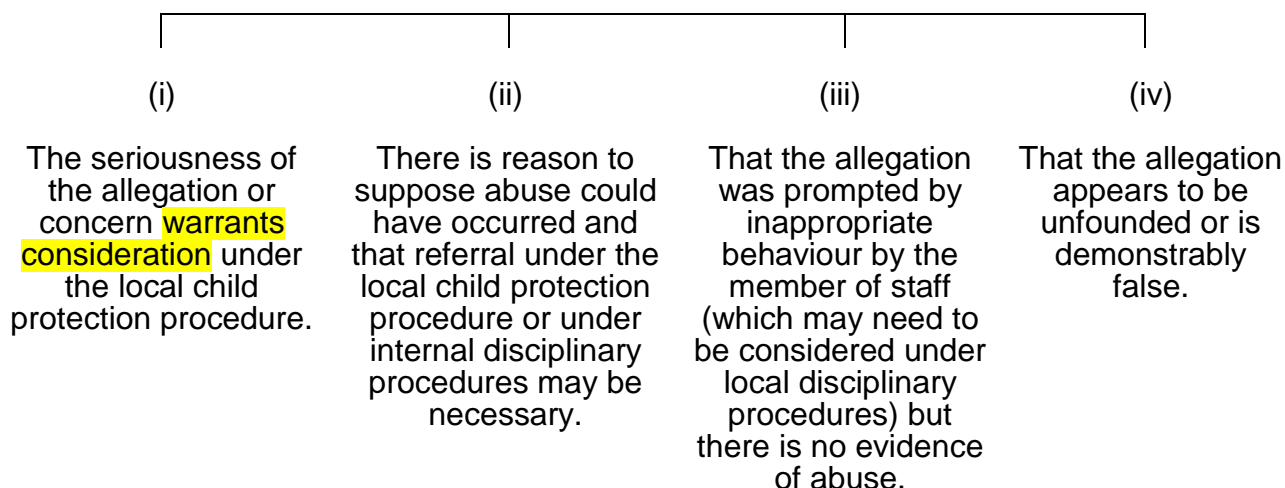 (i)
The seriousness of
the allegation or
concern warrants
consideration under
the local child
protection procedure.
(ii)
There is reason to
suppose abuse could
have occurred and
that referral under the
local child protection
procedure or under
internal disciplinary
procedures may be
necessary.
(iii)
That the allegation
was prompted by
inappropriate
behaviour by the
member of staff
(which may need to
be considered under
local disciplinary
procedures) but
there is no evidence
of abuse.
(iv)
That the allegation
appears to be
unfounded or is
demonstrably
false.